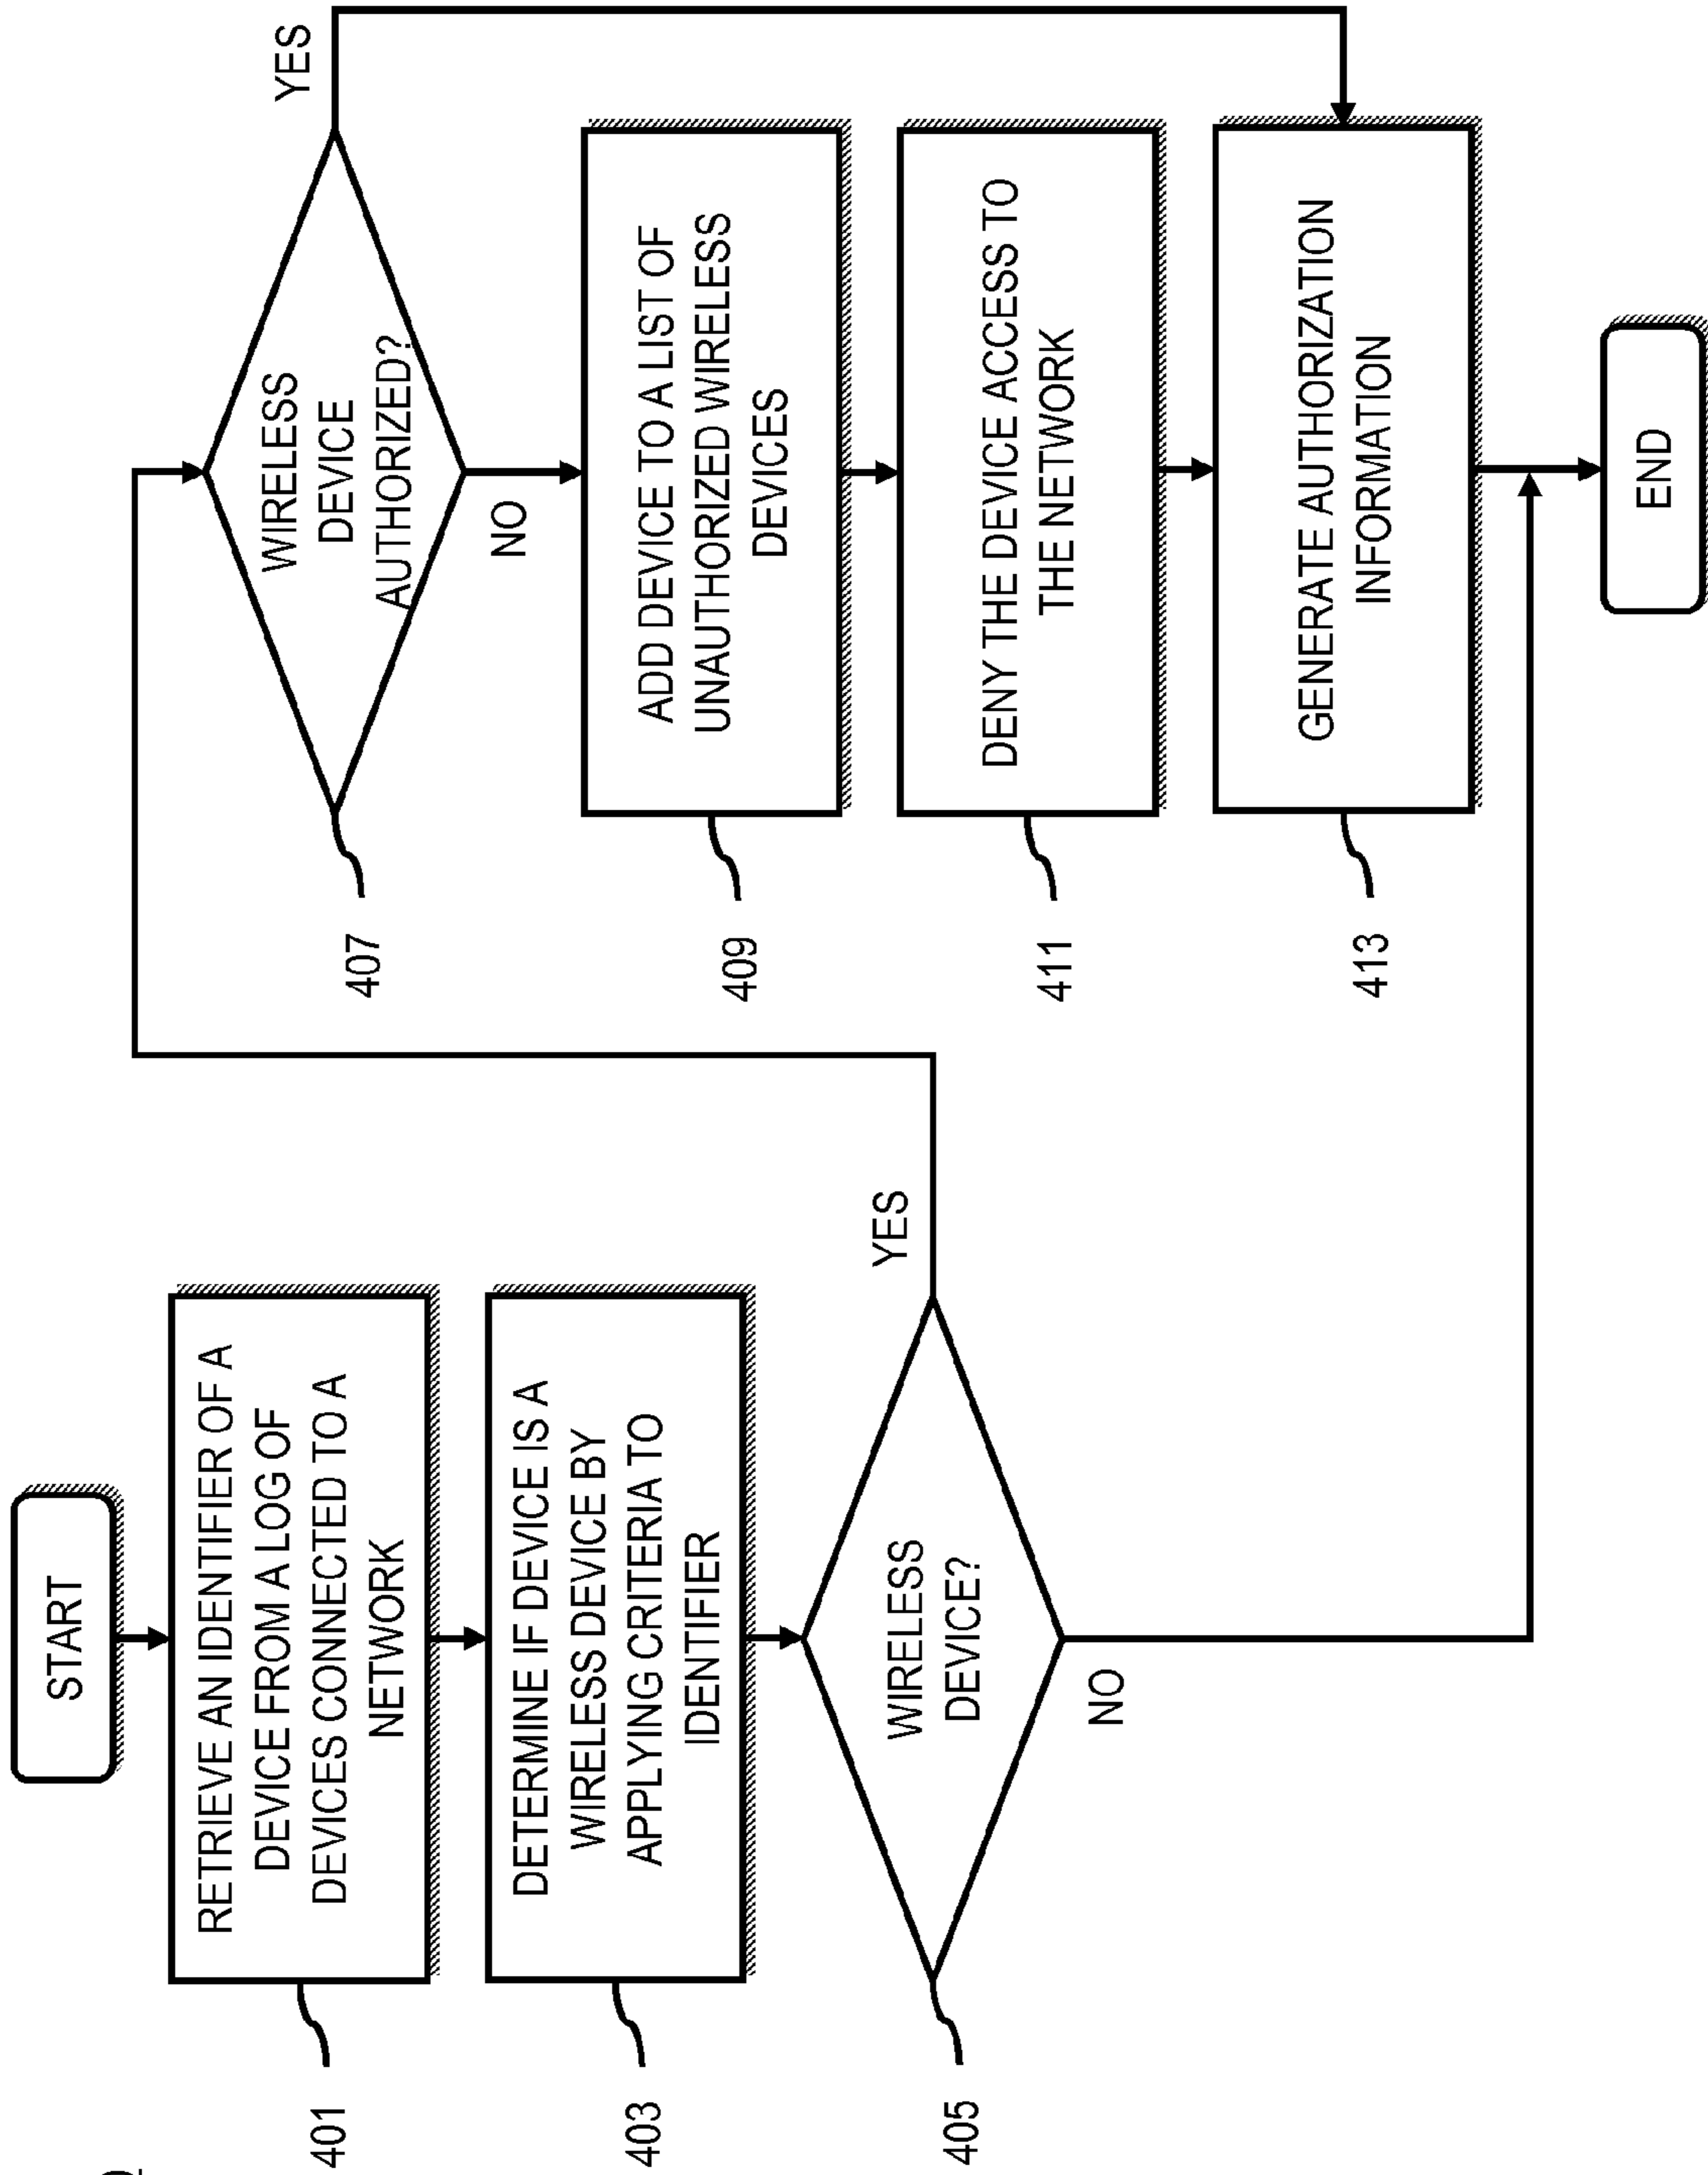 START
401
RETRIEVE AN IDENTIFIER OF A
DEVICE FROM A LOG OF
DEVICES CONNECTED TO A
NETWORK
403
DETERMINE IF DEVICE IS A
WIRELESS DEVICE BY
APPLYING CRITERIA TO
IDENTIFIER
405
WIRELESS
DEVICE?
YES
NO
407
WIRELESS
DEVICE
AUTHORIZED?
YES
NO
409
ADD DEVICE TO A LIST OF
UNAUTHORIZED WIRELESS
DEVICES
411
DENY THE DEVICE ACCESS TO
THE NETWORK
413
GENERATE AUTHORIZATION
INFORMATION
END